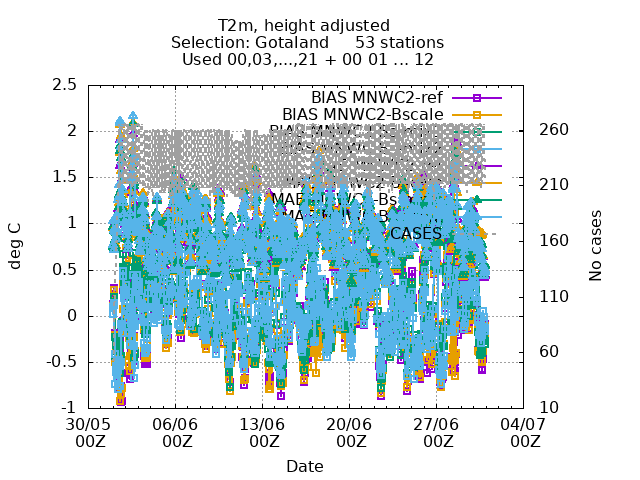 T2m, height adjusted
Selection: Gotaland 53 stations
Used 00,03,...,21 + 00 01 ... 12
BIAS MNWC2-ref
BIAS MNWC2-Bscale
CASES
deg C
2.5
2
1.5
1
0.5
0
-0.5
-1
No cases
260
210
160
110
60
10
30/05 06/06 13/06 20/06 27/06 04/07
00Z 00Z 00Z 00Z 00Z 00Z
Date